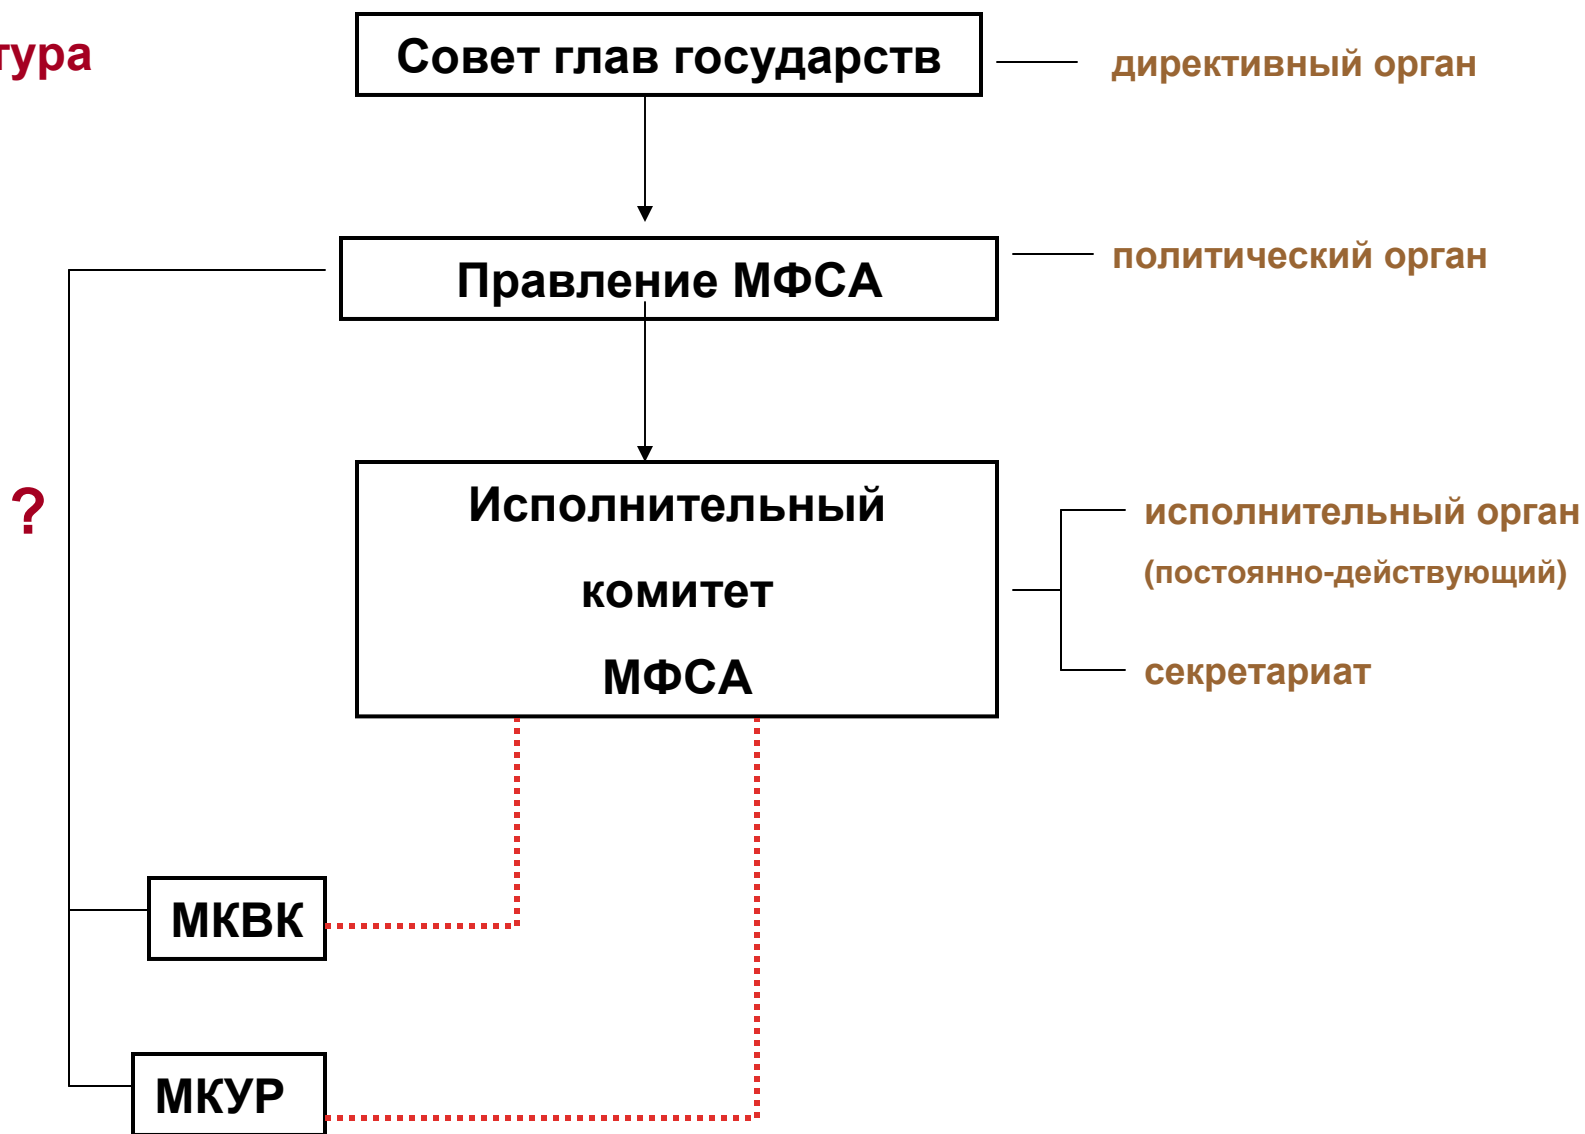 тура
Совет глав государств
директивный орган
Правление МФСА
политический орган
?
Исполнительный
комитет
МФСА
исполнительный орган
(постоянно-действующий)
секретариат
МКВК
МКУР